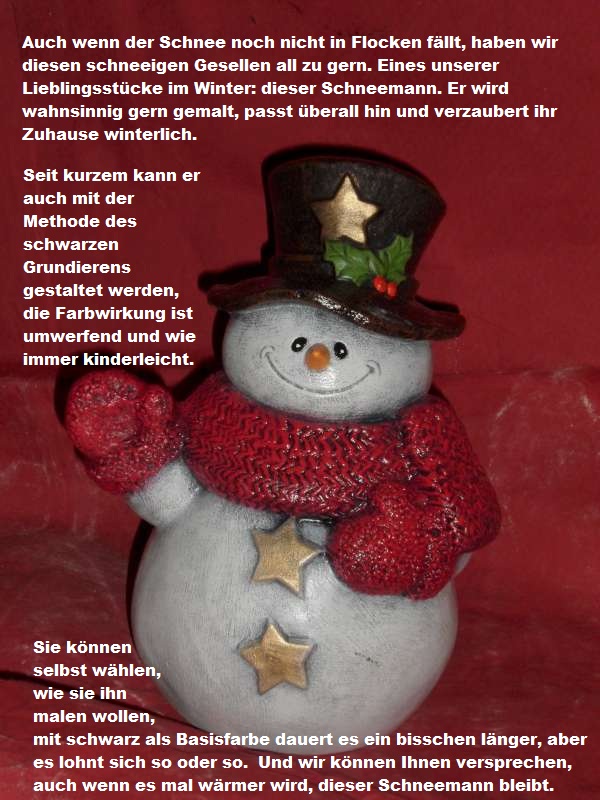 Auch wenn der Schnee noch nicht in Flocken fällt, haben wir
diesen schneeigen Gesellen all zu gern. Eines unserer
Lieblingsstücke im Winter: dieser Schneemann. Er wird
wahnsinnig gern gemalt, passt überall hin und verzaubert ihr
Zuhause winterlich.
Seit kurzem kann er
auch mit der
Methode des
schwarzen
Grundierens
gestaltet werden,
die Farbwirkung ist
umwerfend und wie
immer kinderleicht.
Sie können
selbst wählen,
wie sie ihn
malen wollen,
mit schwarz als Basisfarbe dauert es ein bisschen länger, aber
es lohnt sich so oder so. Und wir können Ihnen versprechen,
auch wenn es mal wärmer wird, dieser Schneemann bleibt.